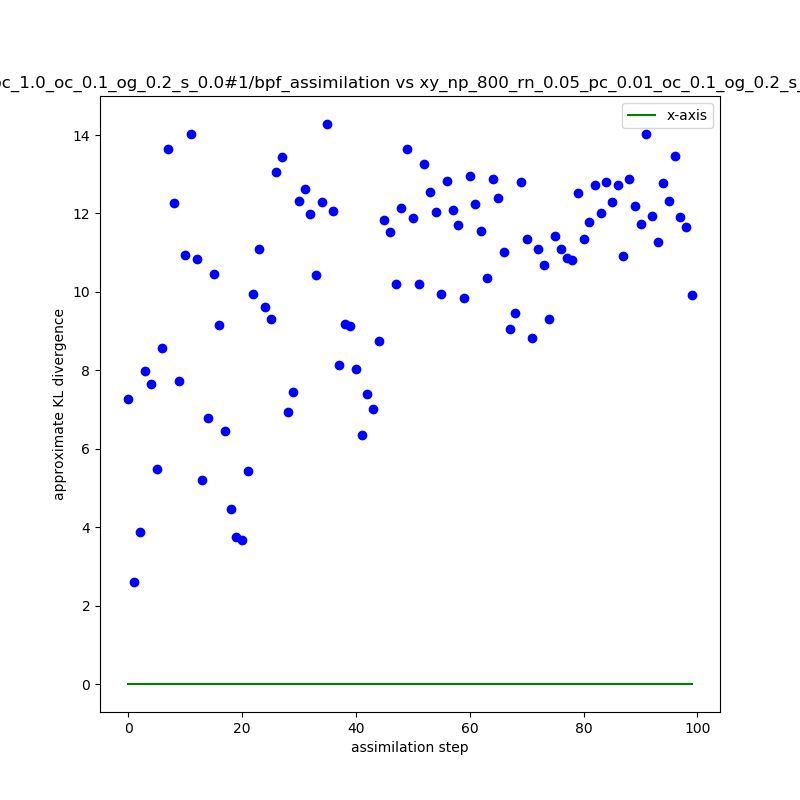 oc_1.0_oc_0.1_og_0.2_s_0.0#1/bpf_assimilation vs xy_np_800_rn_0.05_pc_0.01_oc_0.1_og_0.2_s_
x-axis
14
12
10
8
6
4
2
0
approximate KL divergence
0 20 40 60 80 100
assimilation step